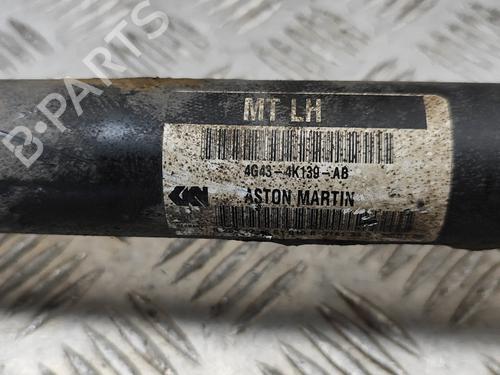 B-PARTS
MT LH
4G43-4K139-AB
GKN
ASTON MARTIN